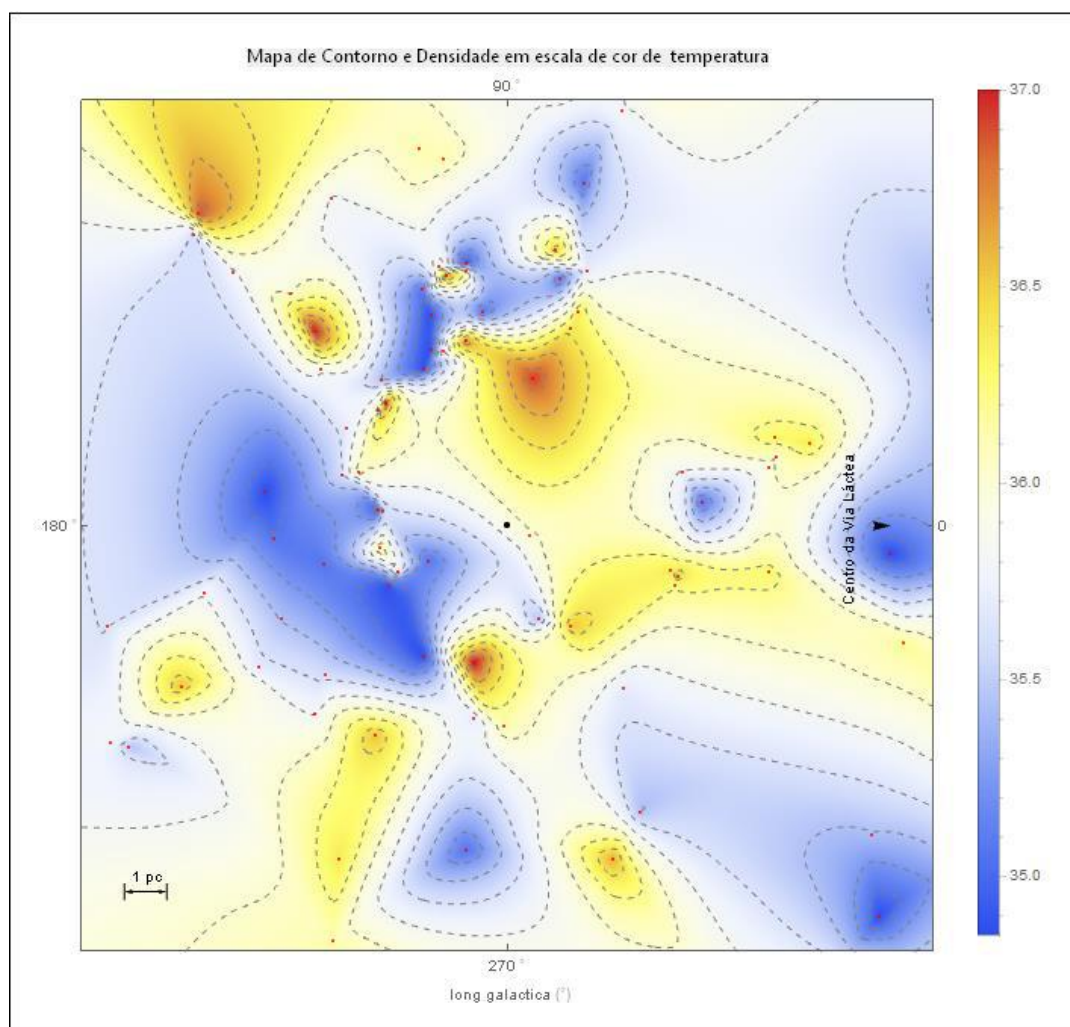 Mapa de Contorno e Densidade em escala de cor de temperatura
90 °
37.0
36.5
Centro da Via Láctea
180 °
0
36.0
35.5
1 pc
35.0
270 °
long galactica (°)